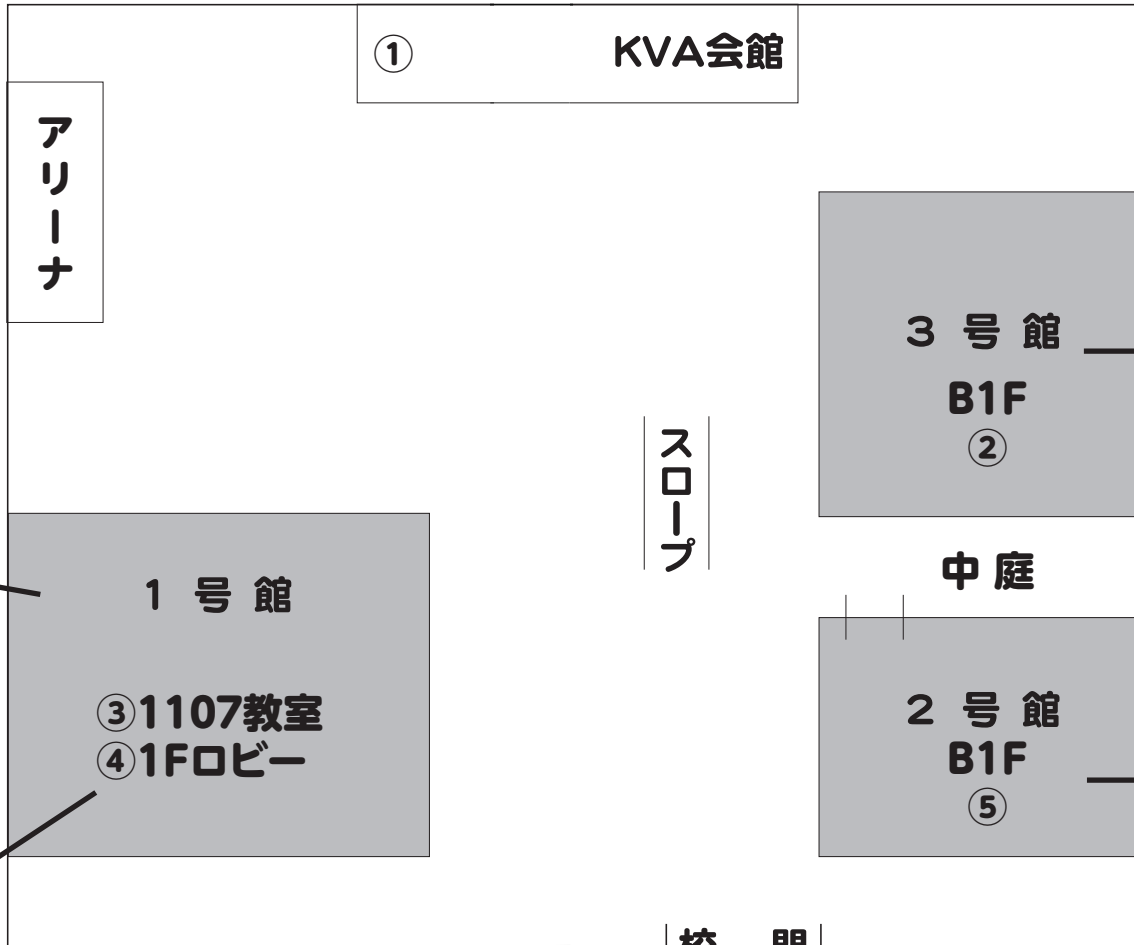 ① KVA会館
アリーナ
3号館
B1F
②
スロープ
中庭
1号館
③1107教室
④1Fロビー
2号館
B1F
⑤
校門